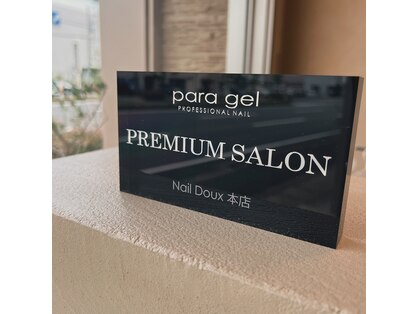 para gel
PROFESSIONAL NAIL
PREMIUM SALON
Nail Doux 本店